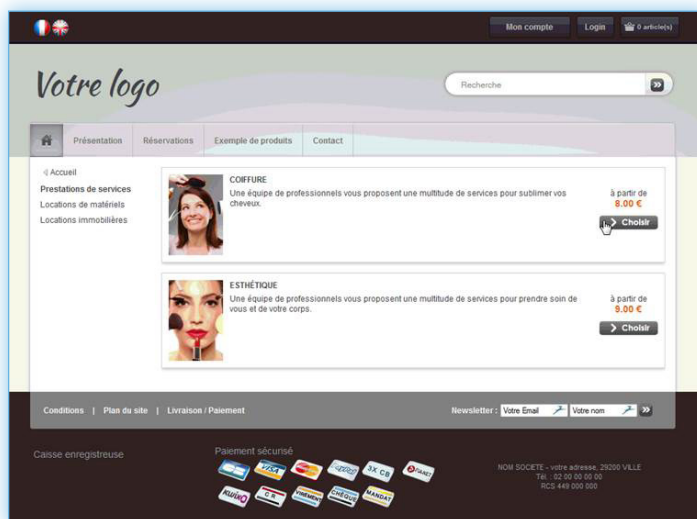 Mon compte
Login
0 article(s)
Votre logo
Recherche
Présentation
Réservations
Exemple de produits
Contact
Accueil
Prestations de services
Locations de matériels
Locations immobilières
COIFFURE
Une équipe de professionnels vous proposent une multitude de services pour sublimer vos
cheveux.
à partir de
8.00 €
Choisir
ESTHÉTIQUE
Une équipe de professionnels vous proposent une multitude de services pour prendre soin de
vous et de votre corps.
à partir de
9.00 €
Choisir
Conditions | Plan du site | Livraison / Paiement
Newsletter : Votre Email Votre nom
Caisse enregistreuse
Paiement sécurisé
CB VISA MasterCard 3X CB
KWIXO C R VIREMENT CHÈQUE MANDAT
NOM SOCIETE - votre adresse, 29200 VILLE
Tél. : 02 00 00 00 00
RCS 449 000 000